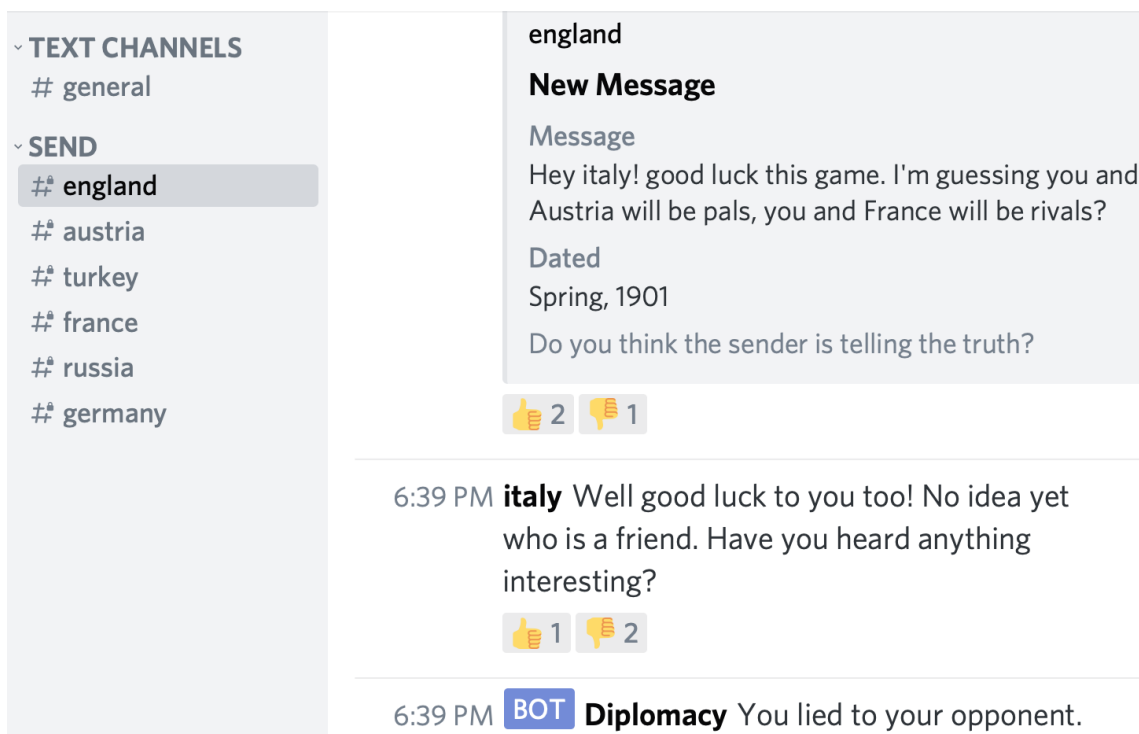 TEXT CHANNELS
# general
SEND
# england
# austria
# turkey
# france
# russia
# germany
england
New Message
Message
Hey italy! good luck this game. I'm guessing you and
Austria will be pals, you and France will be rivals?
Dated
Spring, 1901
Do you think the sender is telling the truth?
👍 2 👎 1
6:39 PM italy Well good luck to you too! No idea yet
who is a friend. Have you heard anything
interesting?
👍 1 👎 2
6:39 PM BOT Diplomacy You lied to your opponent.